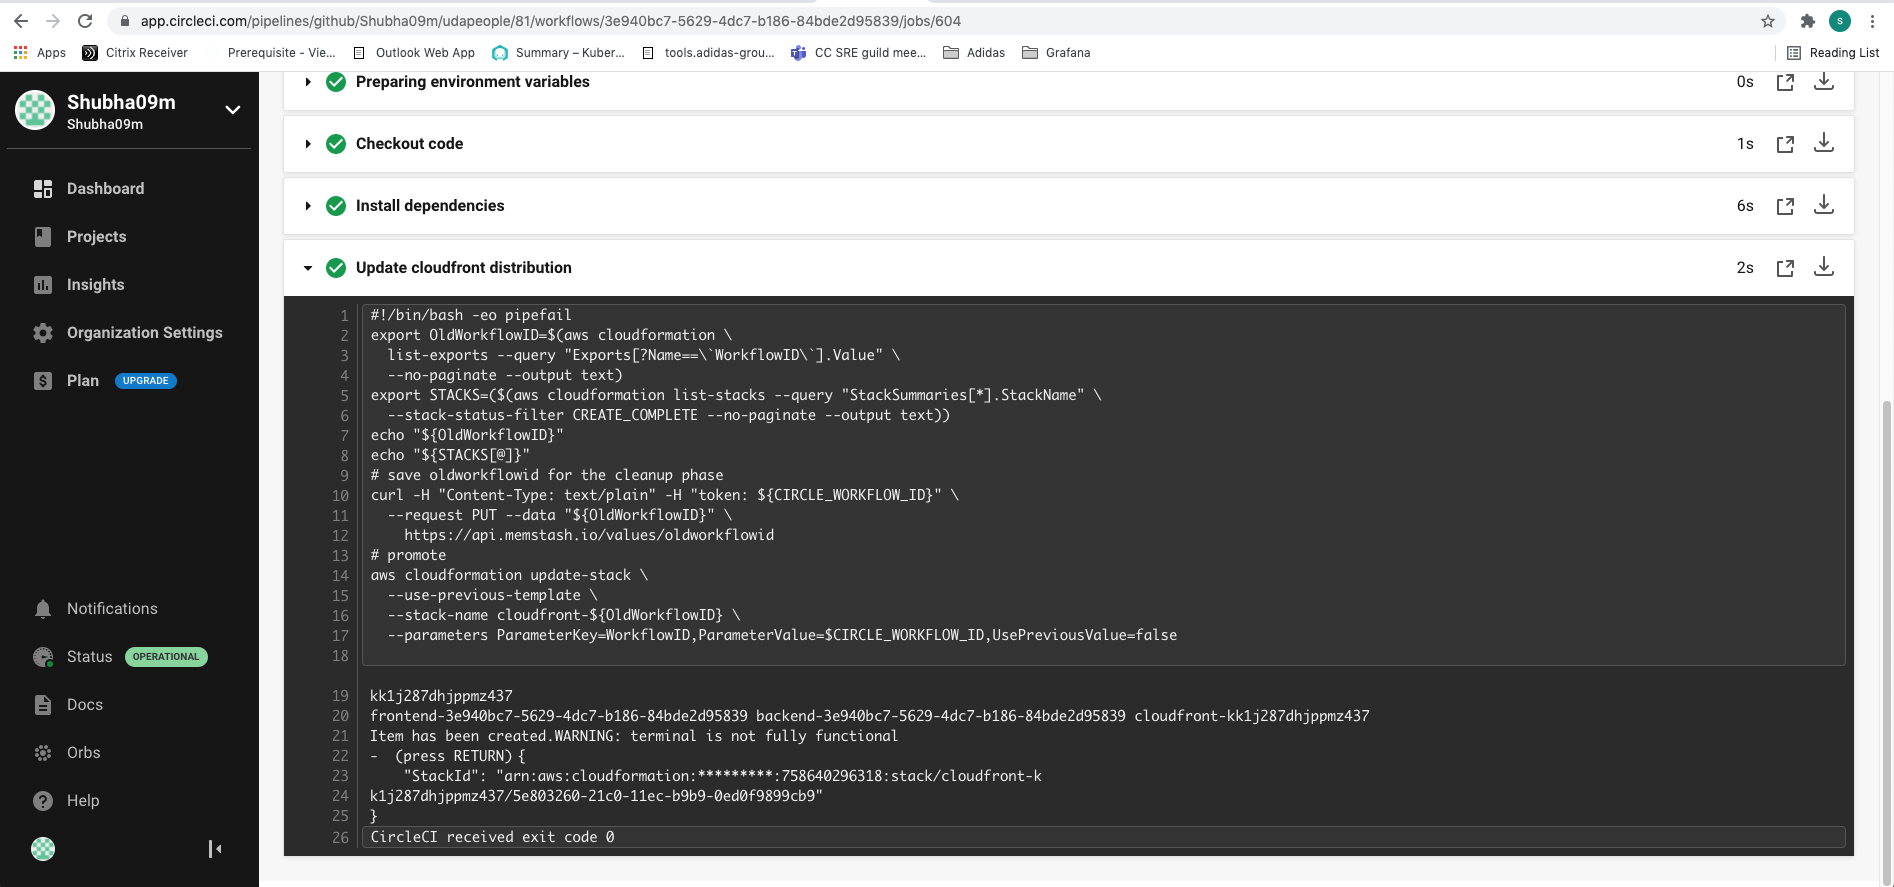 app.circleci.com/pipelines/github/Shubha09m/udapeople/81/workflows/3e940bc7-5629-4dc7-b186-84bde2d95839/jobs/604
S
Apps Citrix Receiver Prerequisite - Vie... Outlook Web App Summary – Kuber... tools.adidas-grou... CC SRE guild mee... Adidas Grafana Reading List
Shubha09m
Shubha09m
Dashboard
Projects
Insights
Organization Settings
Plan UPGRADE
Notifications
Status OPERATIONAL
Docs
Orbs
Help
Preparing environment variables 0s
Checkout code 1s
Install dependencies 6s
Update cloudfront distribution 2s
1 #!/bin/bash -eo pipefail
2 export OldWorkflowID=$(aws cloudformation \
3 list-exports --query "Exports[?Name==\`WorkflowID\`].Value" \
4 --no-paginate --output text)
5 export STACKS=($(aws cloudformation list-stacks --query "StackSummaries[*].StackName" \
6 --stack-status-filter CREATE_COMPLETE --no-paginate --output text))
7 echo "${OldWorkflowID}"
8 echo "${STACKS[@]}"
9 # save oldworkflowid for the cleanup phase
10 curl -H "Content-Type: text/plain" -H "token: ${CIRCLE_WORKFLOW_ID}" \
11 --request PUT --data "${OldWorkflowID}" \
12 https://api.memstash.io/values/oldworkflowid
13 # promote
14 aws cloudformation update-stack \
15 --use-previous-template \
16 --stack-name cloudfront-${OldWorkflowID} \
17 --parameters ParameterKey=WorkflowID,ParameterValue=$CIRCLE_WORKFLOW_ID,UsePreviousValue=false
18
19 kk1j287dhjppmz437
20 frontend-3e940bc7-5629-4dc7-b186-84bde2d95839 backend-3e940bc7-5629-4dc7-b186-84bde2d95839 cloudfront-kk1j287dhjppmz437
21 Item has been created.WARNING: terminal is not fully functional
22 -  (press RETURN) {
23 "StackId": "arn:aws:cloudformation:*********:758640296318:stack/cloudfront-k
24 k1j287dhjppmz437/5e803260-21c0-11ec-b9b9-0ed0f9899cb9"
25 }
26 CircleCI received exit code 0